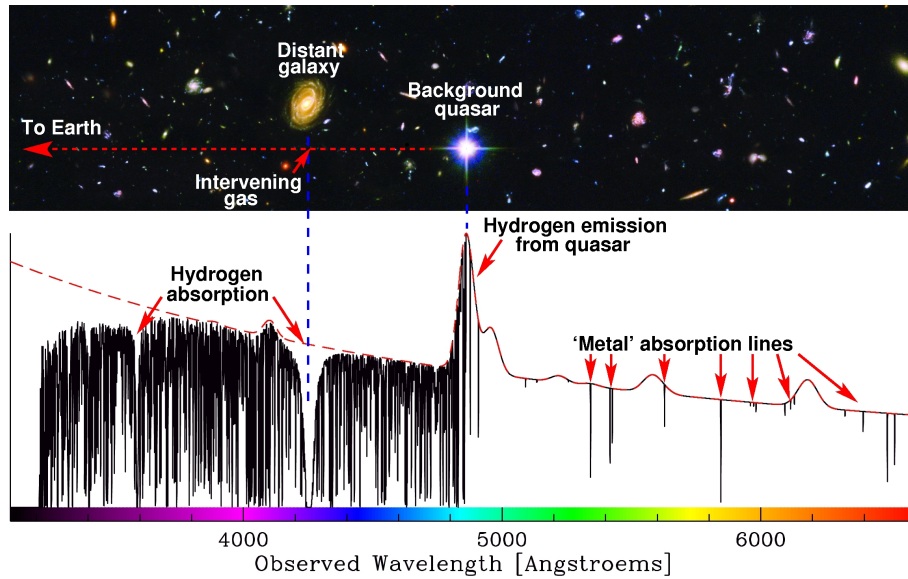 Distant
galaxy
Background
quasar
To Earth
Intervening
gas
Hydrogen emission
from quasar
Hydrogen
absorption
‘Metal’ absorption lines
4000 5000 6000
Observed Wavelength [Angstroems]